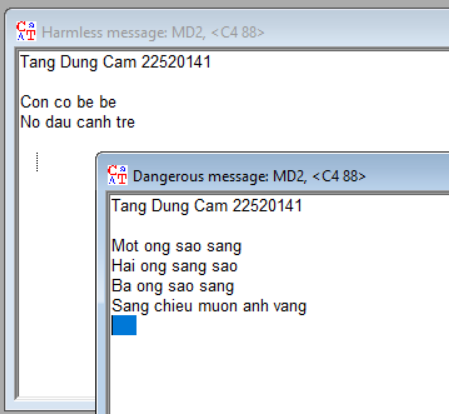 Harmless message: MD2, <C4 88>
Tang Dung Cam 22520141
Con co be be
No dau canh tre
Dangerous message: MD2, <C4 88>
Tang Dung Cam 22520141
Mot ong sao sang
Hai ong sang sao
Ba ong sao sang
Sang chieu muon anh vang